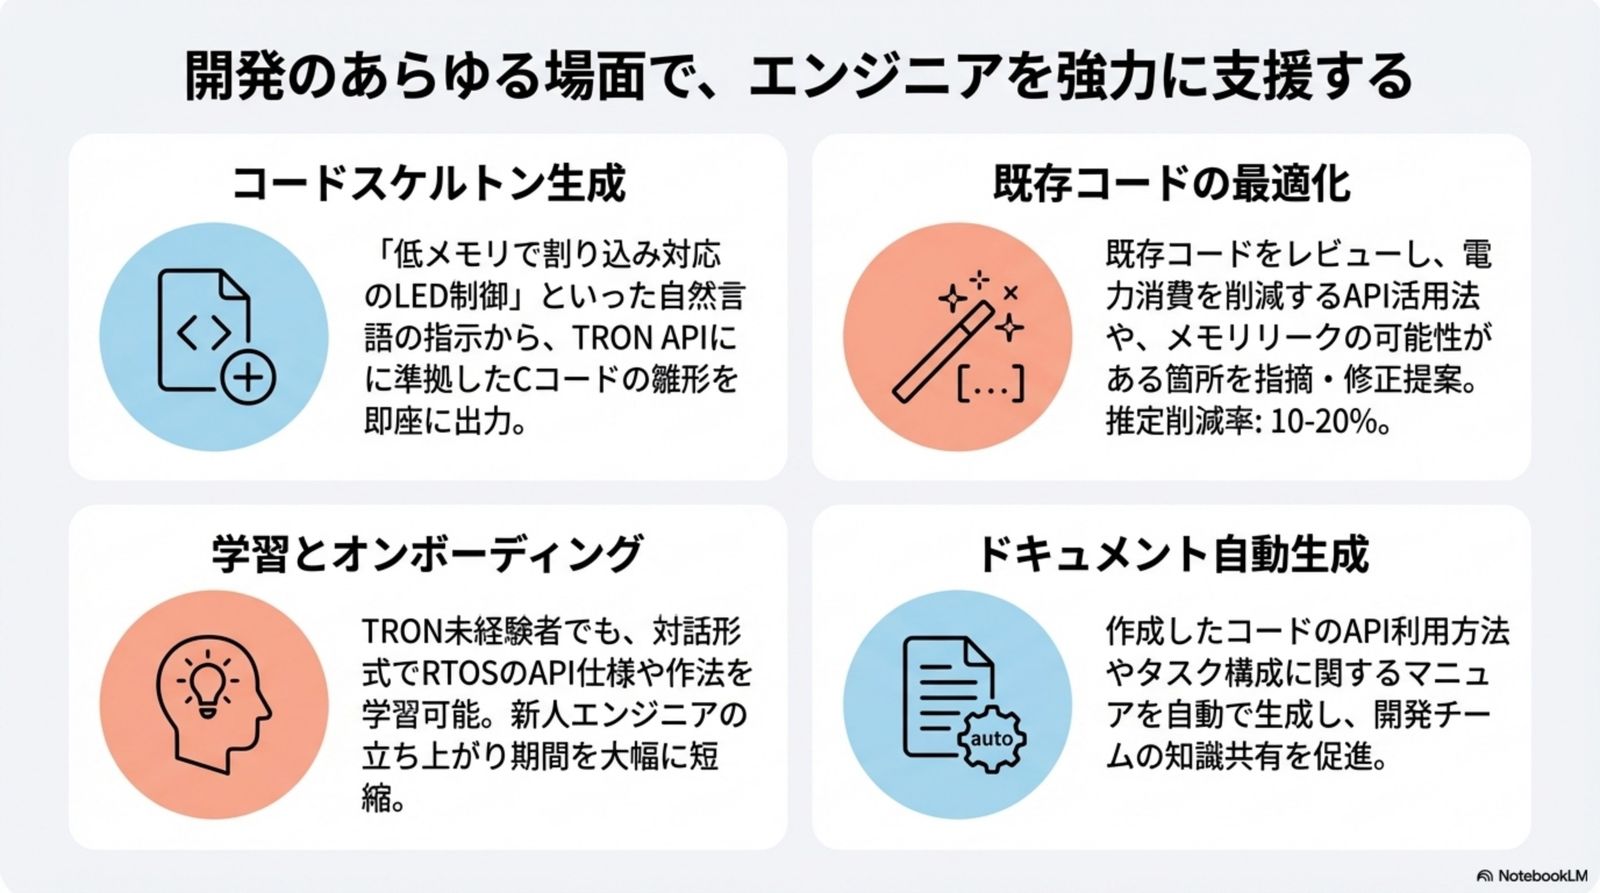 開発のあらゆる場面で、エンジニアを強力に支援する
コードスケルトン生成
「低メモリで割り込み対応
のLED制御」といった自然言
語の指示から、TRON APIに
に準拠したCコードの雛形を
即座に出力。
既存コードの最適化
既存コードをレビューし、電
力消費を削減するAPI活用法
や、メモリリークの可能性が
ある箇所を指摘・修正提案。
推定削減率: 10-20%。
[...]
学習とオンボーディング
TRON未経験者でも、対話形
式でRTOSのAPI仕様や作法を
学習可能。新人エンジニアの
立ち上がり期間を大幅に短
縮。
ドキュメント自動生成
auto
作成したコードのAPI利用方法
やタスク構成に関するマニュ
アを自動で生成し、開発チー
ムの知識共有を促進。
NotebookLM